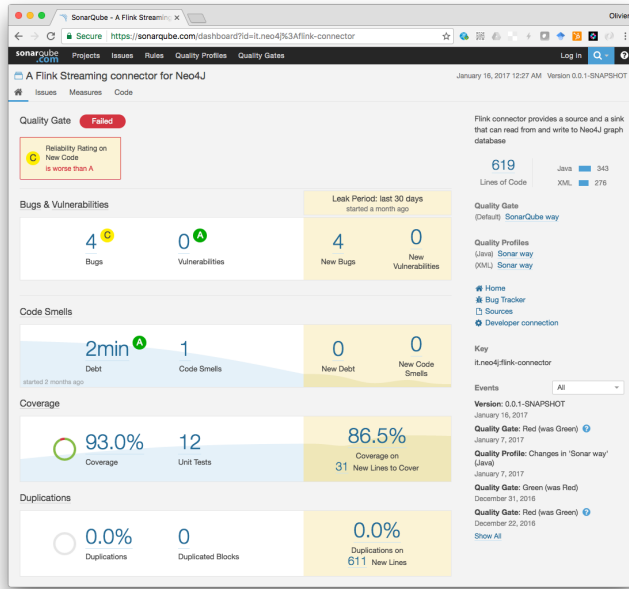 SonarQube - A Flink Streaming
Olivier
Secure
https://sonarqube.com/dashboard?id=it.neo4j%3Aflink-connector
sonarqube
.com
Projects
Issues
Rules
Quality Profiles
Quality Gates
Log In
A Flink Streaming connector for Neo4J
January 16, 2017 12:27 AM Version 0.0.1-SNAPSHOT
Issues
Measures
Code
Quality Gate
Failed
C
Reliability Rating on
New Code
is worse than A
Bugs & Vulnerabilities
Leak Period: last 30 days
started a month ago
4 C
Bugs
0 A
Vulnerabilities
4
New Bugs
0
New
Vulnerabilities
Code Smells
2min A
Debt
1
Code Smells
0
New Debt
0
New Code
Smells
started 2 months ago
Coverage
93.0%
Coverage
12
Unit Tests
86.5%
Coverage on
31 New Lines to Cover
Duplications
0.0%
Duplications
0
Duplicated Blocks
0.0%
Duplications on
611 New Lines
Flink connector provides a source and a sink
that can read from and write to Neo4J graph
database
619
Lines of Code
Java 343
XML 276
Quality Gate
(Default) SonarQube way
Quality Profiles
(Java) Sonar way
(XML) Sonar way
Home
Bug Tracker
Sources
Developer connection
Key
it.neo4j:flink-connector
Events
All
Version: 0.0.1-SNAPSHOT
January 16, 2017
Quality Gate: Red (was Green) ?
January 7, 2017
Quality Profile: Changes in 'Sonar way'
(Java)
January 7, 2017
Quality Gate: Green (was Red)
December 31, 2016
Quality Gate: Red (was Green) ?
December 22, 2016
Show All